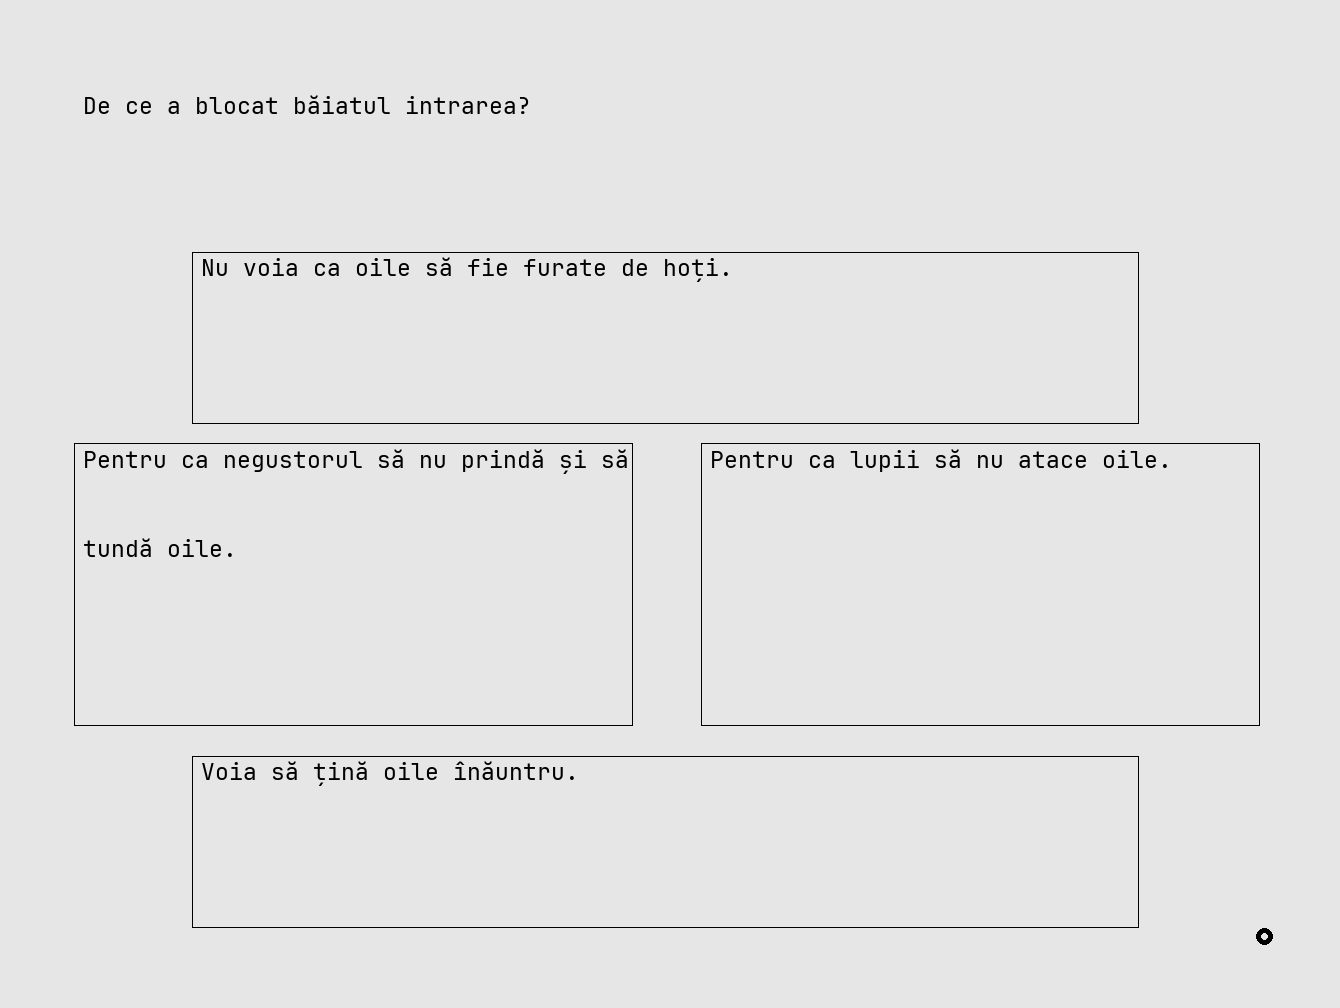 De ce a blocat băiatul intrarea?
Nu voia ca oile să fie furate de hoți.
Pentru ca negustorul să nu prindă și să
tundă oile.
Pentru ca lupii să nu atace oile.
Voia să țină oile înăuntru.